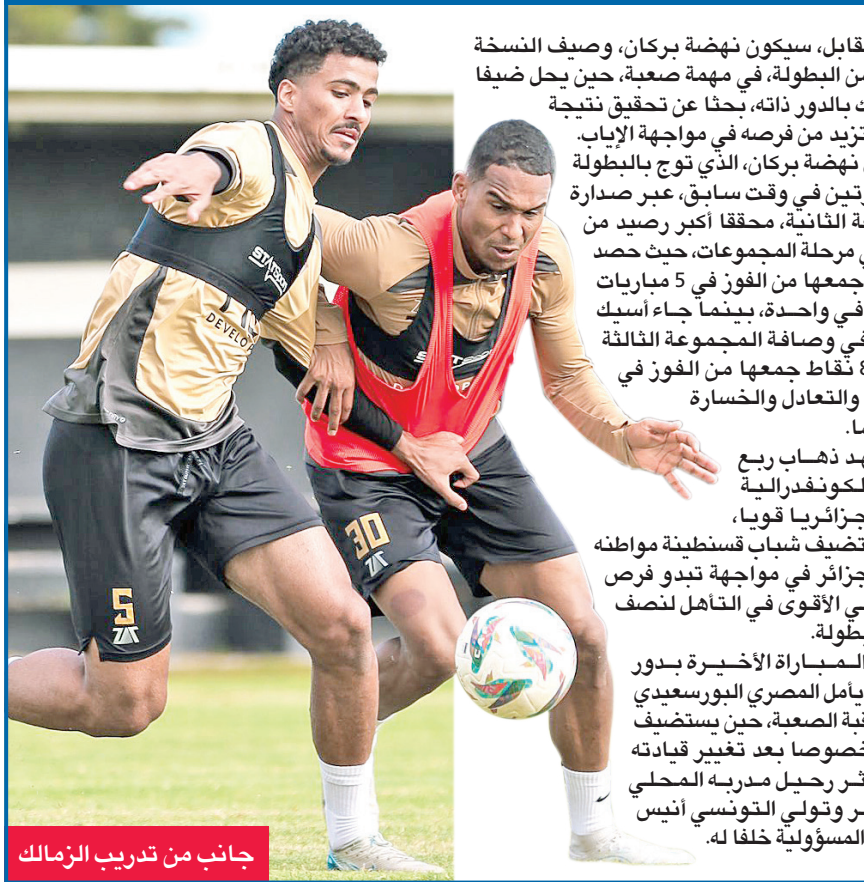 قابل، سيكون نهضة بركان، وصيف النسخة
من البطولة، في مهمة صعبة، حين يحل ضيفا
بالدور ذاته، بحثا عن تحقيق نتيجة
تزيد من فرصه في مواجهة الإياب.
نهضة بركان، الذي توج بالبطولة
تين في وقت سابق، عبر صدارة
ة الثانية، محققا أكبر رصيد من
ي مرحلة المجموعات، حيث حصد
جمعها من الفوز في 5 مباريات
في واحدة، بينما جاء أسيك
في وصافة المجموعة الثالثة
8 نقاط جمعها من الفوز في
والتعادل والخسارة
ا.
هد ذهاب ربع
لكونفدرالية
جزائريا قويا،
تضيف شباب قسنطينة مواطنه
جزائر في مواجهة تبدو فرص
ي الأقوى في التأهل لنصف
بطولة.
المباراة الأخيرة بدور
يأمل المصري البورسعيدي
قبة الصعبة، حين يستضيف
خصوصا بعد تغيير قيادته
ثر رحيل مدربه المحلي
ر وتولي التونسي أنيس
المسؤولية خلفا له.
STATSports
DEVELO
5
30
جانب من تدريب الزمالك